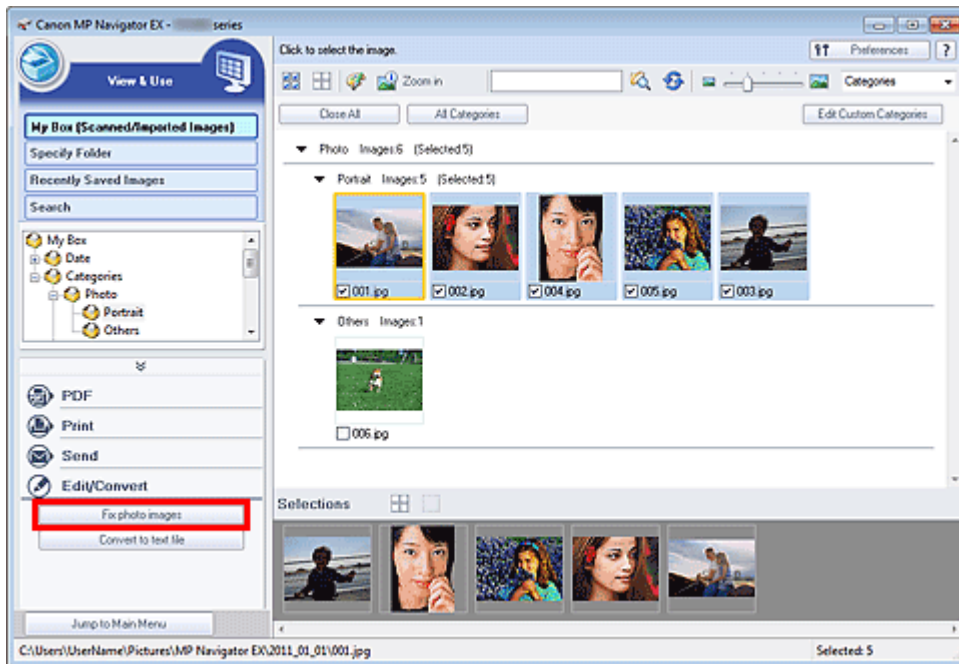 Canon MP Navigator EX - series
Click to select the image.
Preferences
?
View & Use
Zoom in
Categories
Close All
All Categories
Edit Custom Categories
My Box (Scanned/Imported Images)
Specify Folder
Recently Saved Images
Search
My Box
Date
Categories
Photo
Portrait
Others
PDF
Print
Send
Edit/Convert
Fix photo images
Convert to text file
Jump to Main Menu
Photo Images:6 (Selected:5)
Portrait Images:5 (Selected:5)
001.jpg
002.jpg
004.jpg
005.jpg
003.jpg
Others Images:1
006.jpg
Selections
C:\Users\UserName\Pictures\MP Navigator EX\2011_01_01\001.jpg
Selected: 5